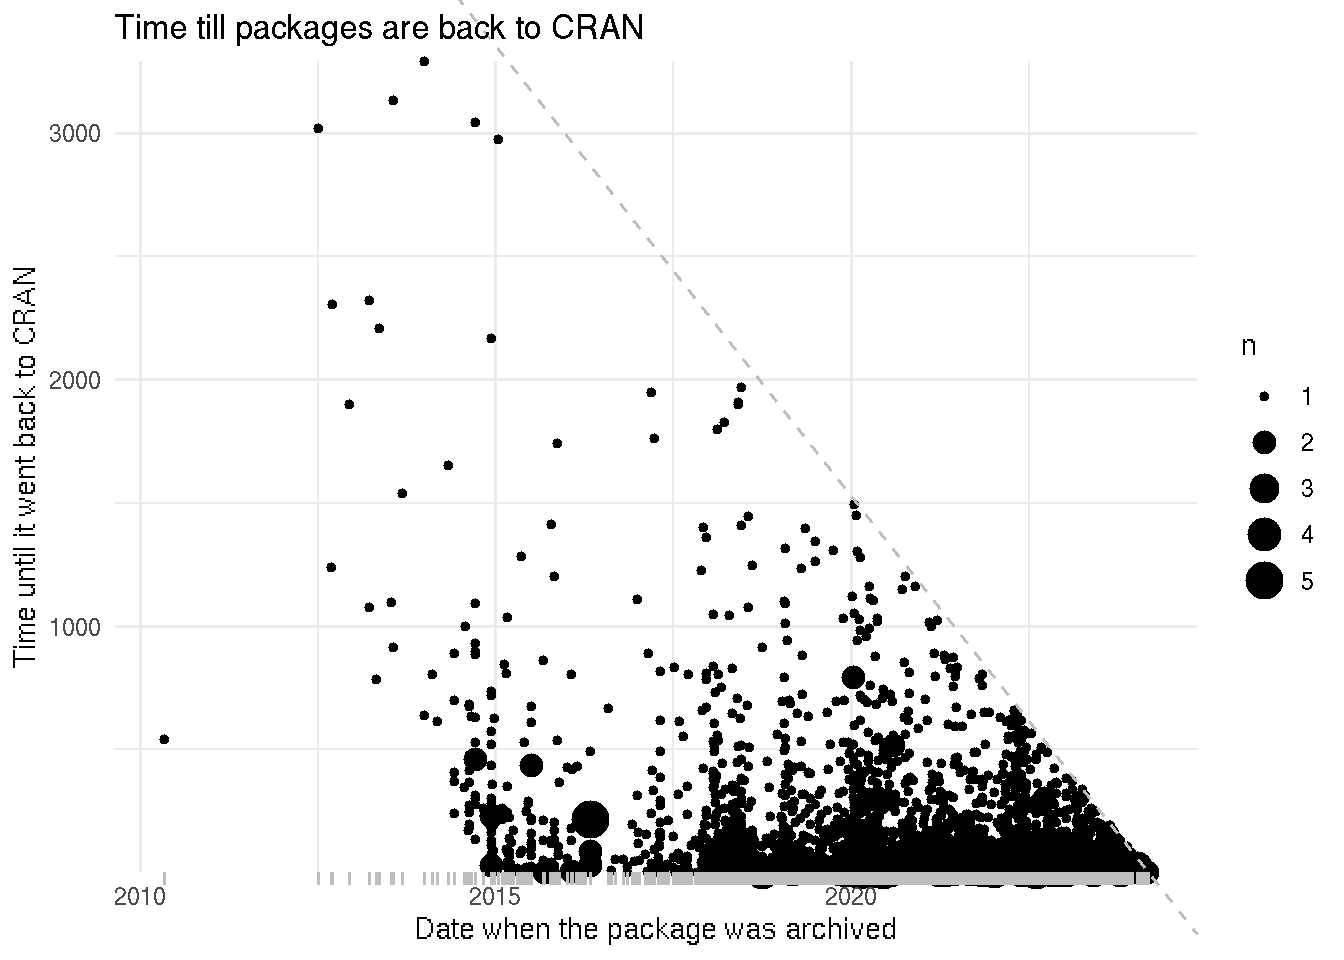 Time till packages are back to CRAN
Time until it went back to CRAN
3000
2000
1000
2010
2015
2020
Date when the package was archived
n
1
2
3
4
5